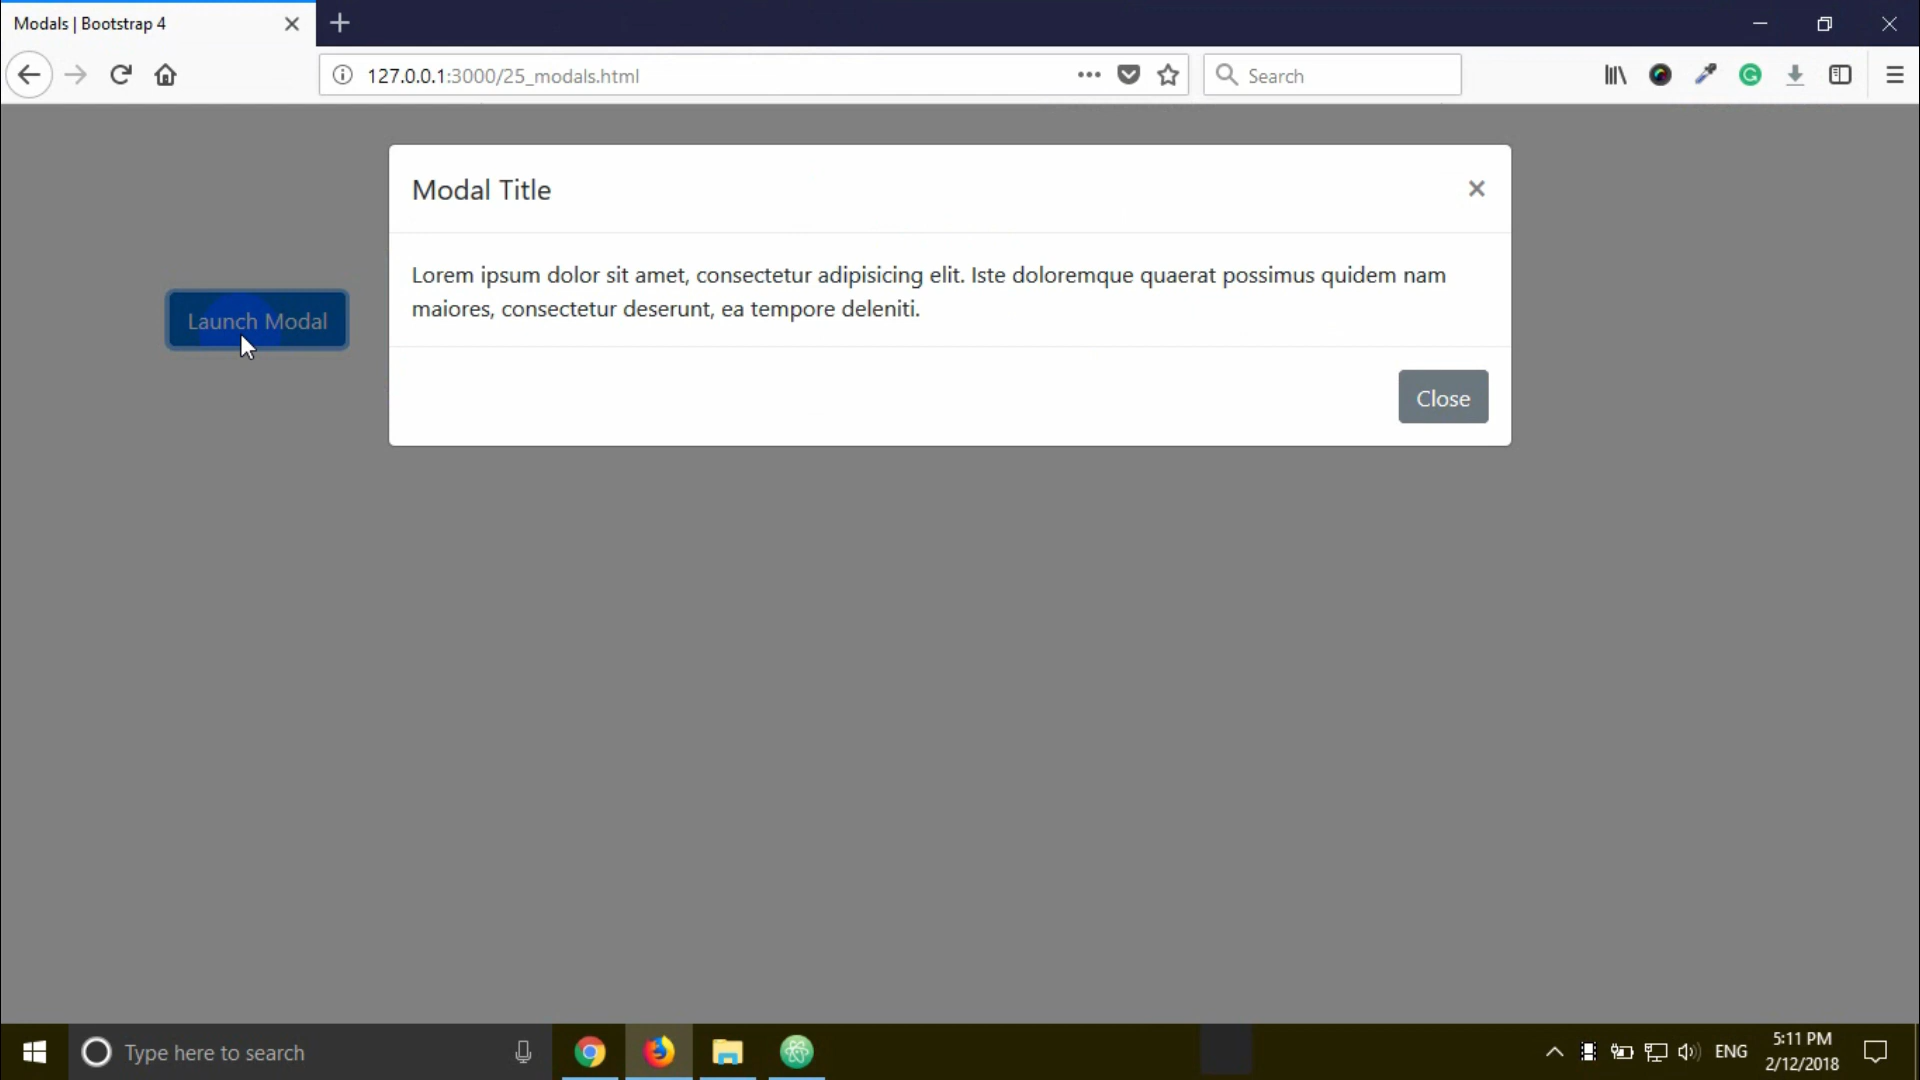 Modals | Bootstrap 4
127.0.0.1:3000/25_modals.html
Search
Modal Title
Lorem ipsum dolor sit amet, consectetur adipisicing elit. Iste doloremque quaerat possimus quidem nam
maiores, consectetur deserunt, ea tempore deleniti.
Launch Modal
Close
Type here to search
ENG
5:11 PM
2/12/2018